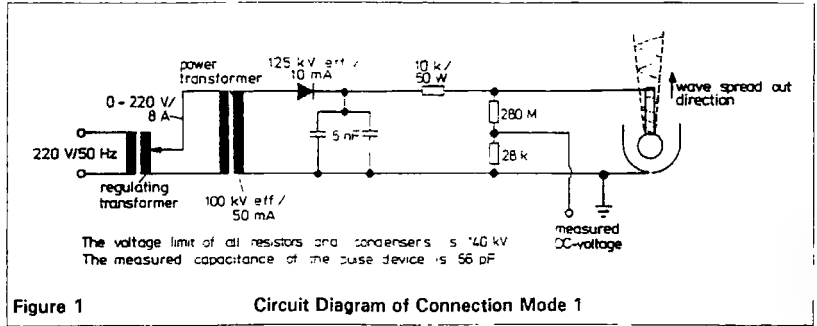 power
transformer
125 kV eff /
10 mA
10 k/
50 W
0 - 220 V/
8 A
280 M
wave spread out
direction
5 nF
28 k
220 V/50 Hz
regulating
transformer
100 kV eff /
50 mA
measured
DC-voltage
The voltage limit of all resistors and condensers is 140 kV
The measured capacitance of the pulse device is 56 pF
Figure 1 Circuit Diagram of Connection Mode 1